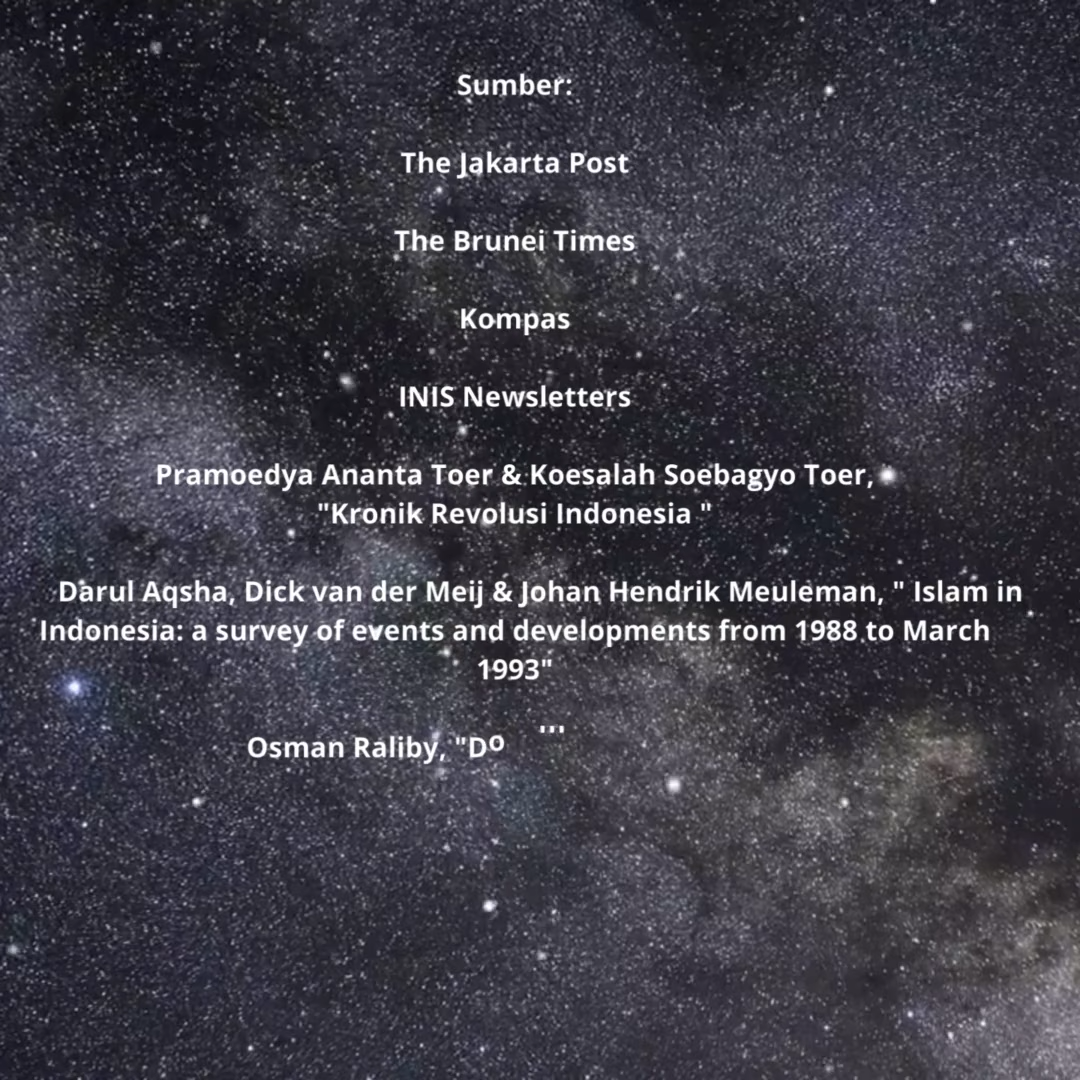 Sumber:
The Jakarta Post
The Brunei Times
Kompas
INIS Newsletters
Pramoedya Ananta Toer & Koesalah Soebagyo Toer,
"Kronik Revolusi Indonesia "
Darul Aqsha, Dick van der Meij & Johan Hendrik Meuleman, " Islam in
Indonesia: a survey of events and developments from 1988 to March
1993"
Osman Raliby, "Do